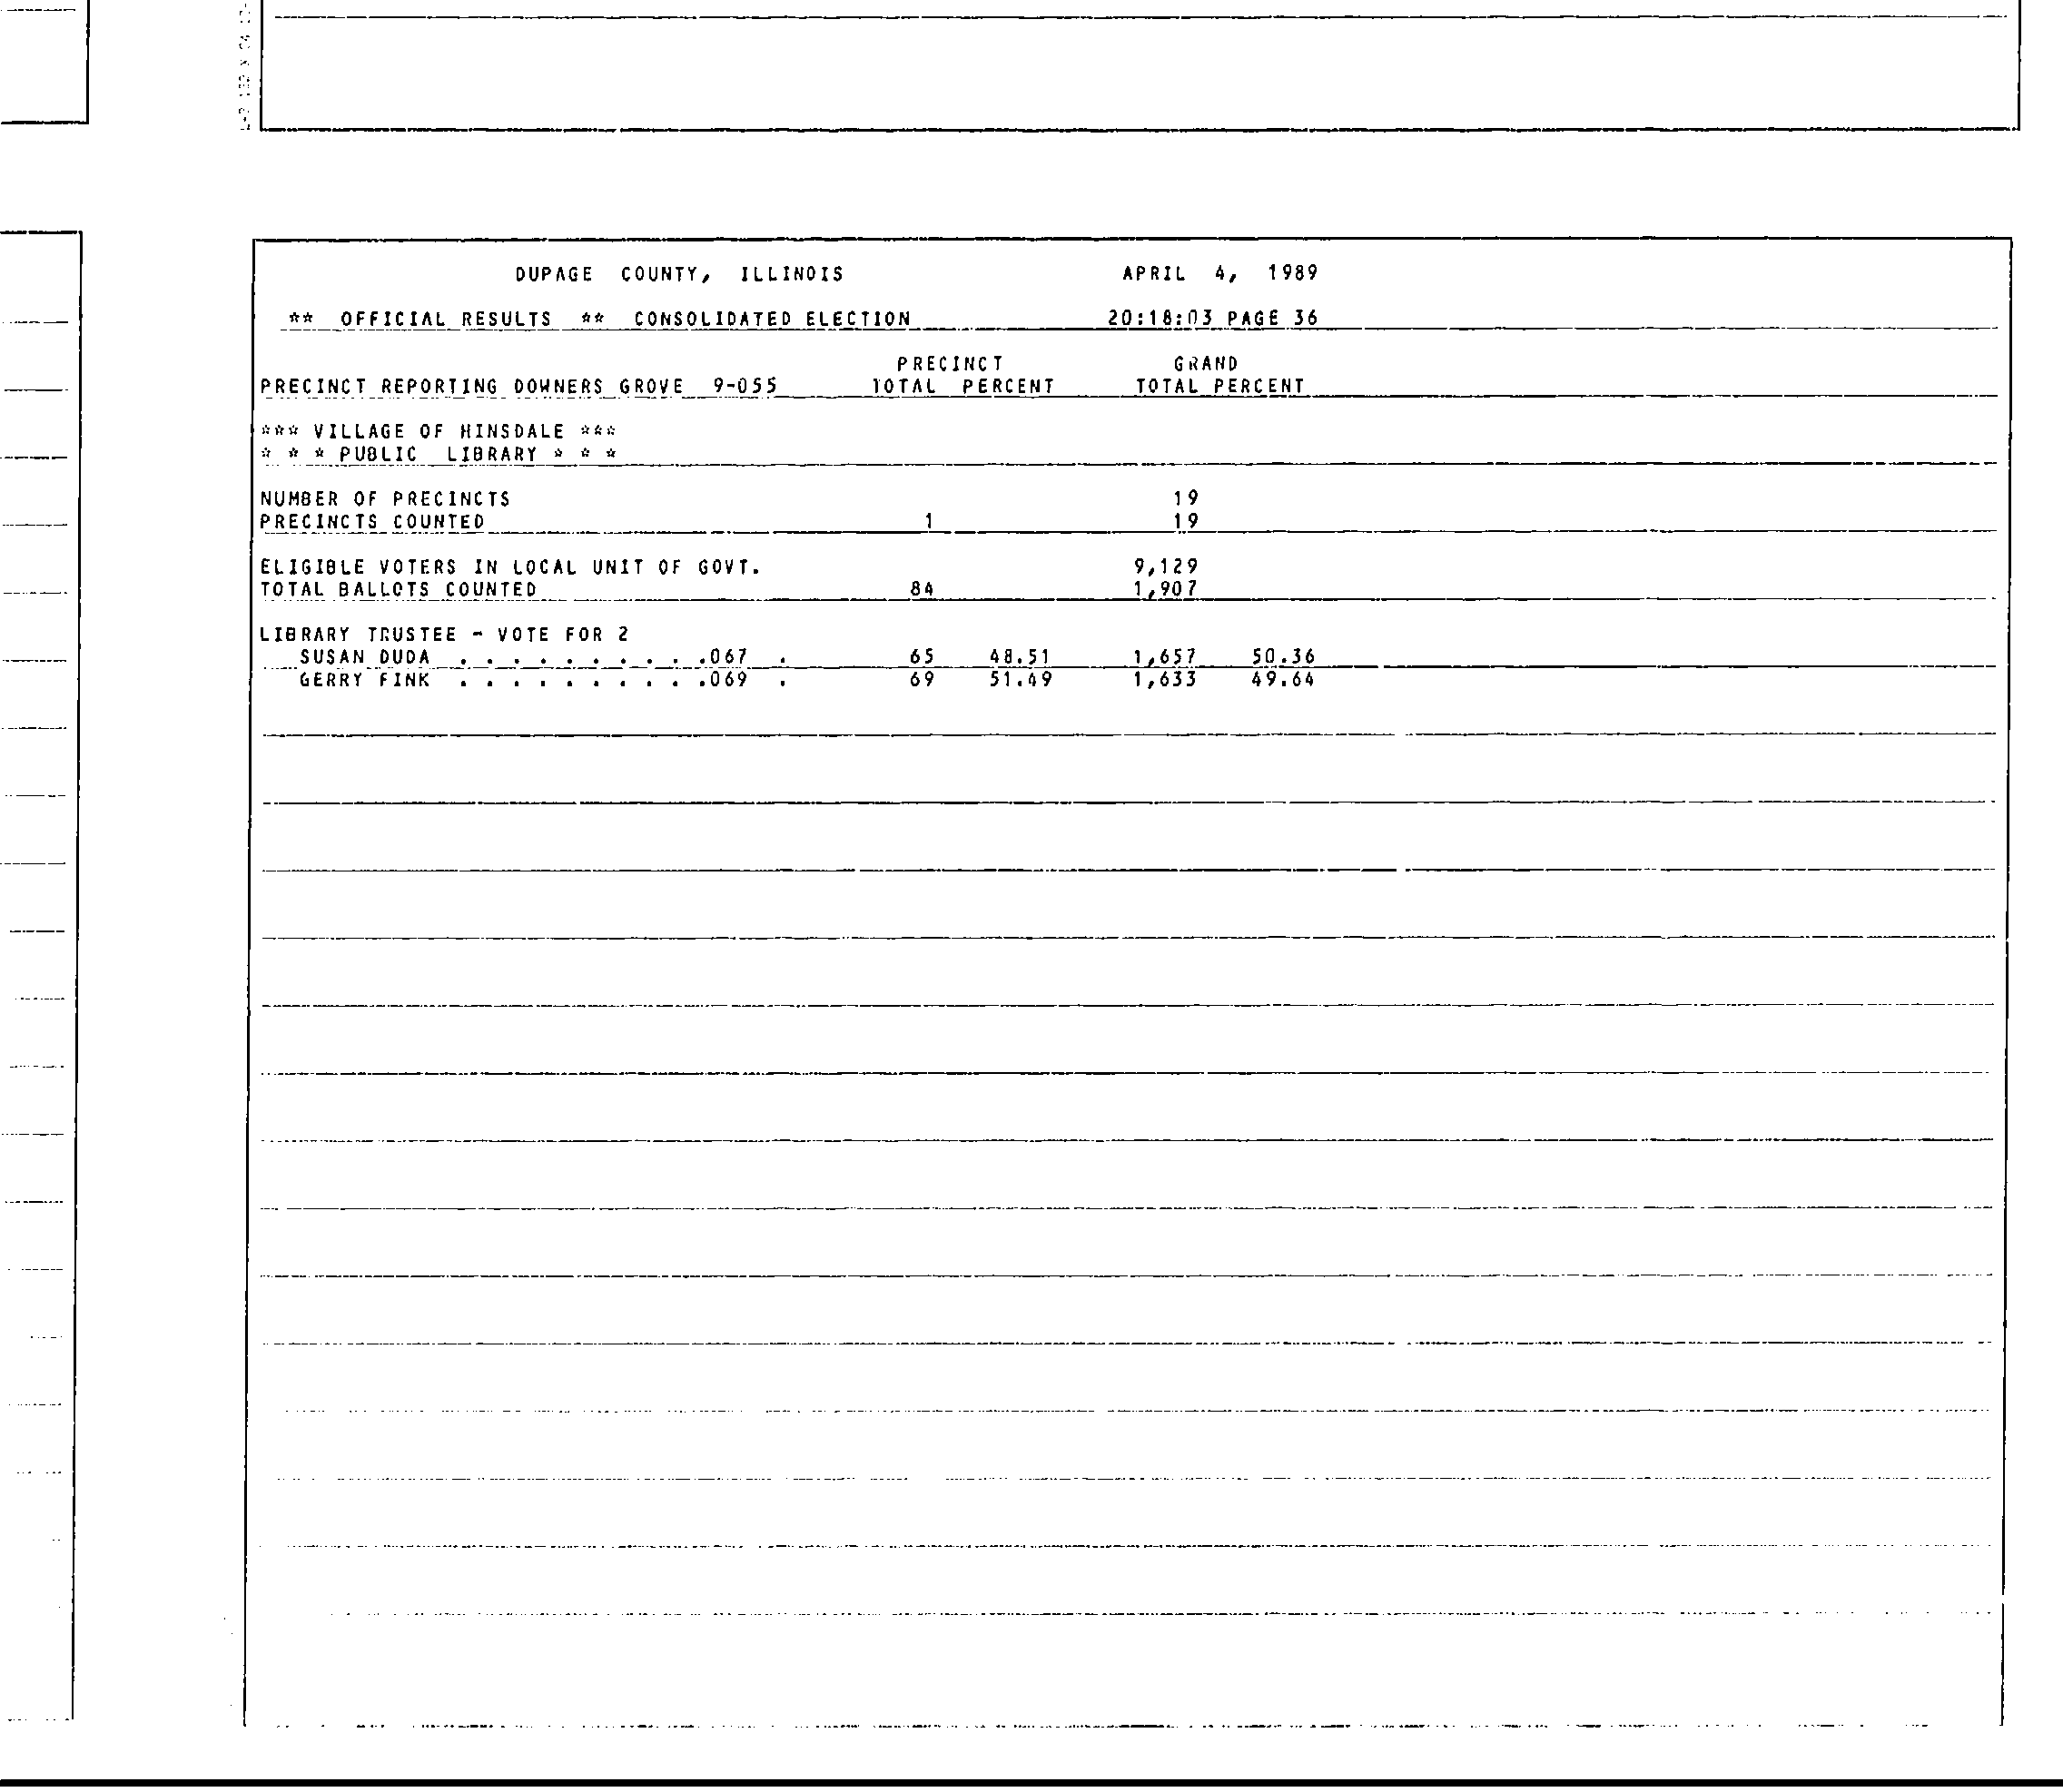 DUPAGE COUNTY, ILLINOIS APRIL 4, 1989
** OFFICIAL RESULTS ** CONSOLIDATED ELECTION 20:18:03 PAGE 36
PRECINCT GRAND
PRECINCT REPORTING DOWNERS GROVE 9-055 TOTAL PERCENT TOTAL PERCENT
*** VILLAGE OF HINSDALE ***
* * * PUBLIC LIBRARY * * *
NUMBER OF PRECINCTS 19
PRECINCTS COUNTED 1 19
ELIGIBLE VOTERS IN LOCAL UNIT OF GOVT. 9,129
TOTAL BALLOTS COUNTED 84 1,907
LIBRARY TRUSTEE - VOTE FOR 2
SUSAN DUDA . . . . . . . . . .067 . 65 48.51 1,657 50.36
GERRY FINK . . . . . . . . . .069 . 69 51.49 1,633 49.64